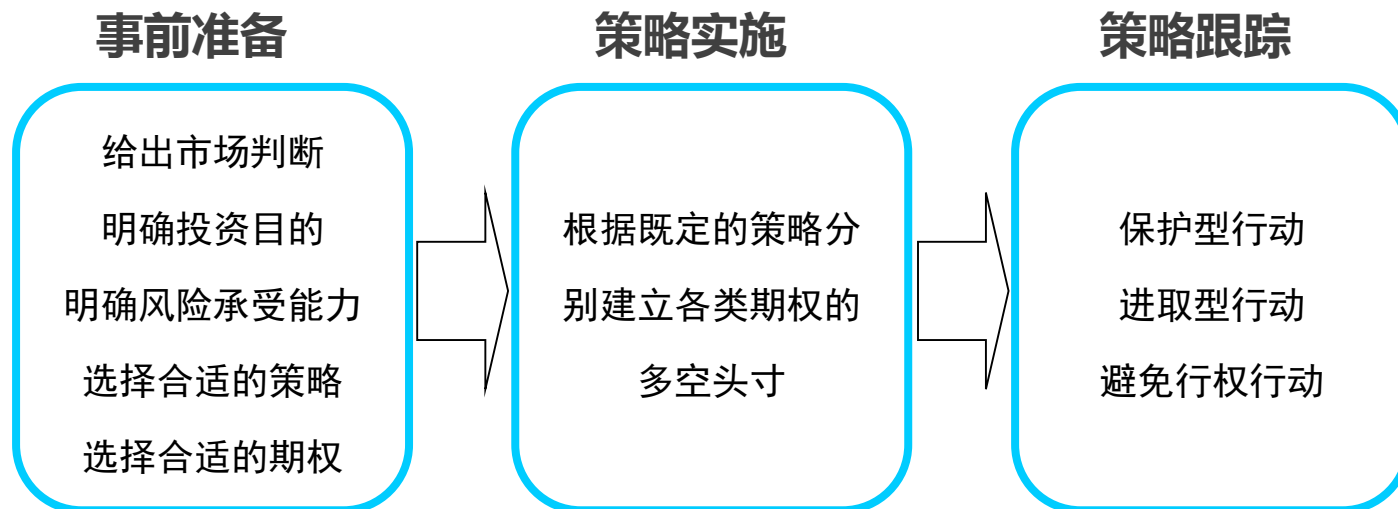 事前准备
给出市场判断
明确投资目的
明确风险承受能力
选择合适的策略
选择合适的期权
策略实施
根据既定的策略分
别建立各类期权的
多空头寸
策略跟踪
保护型行动
进取型行动
避免行权行动